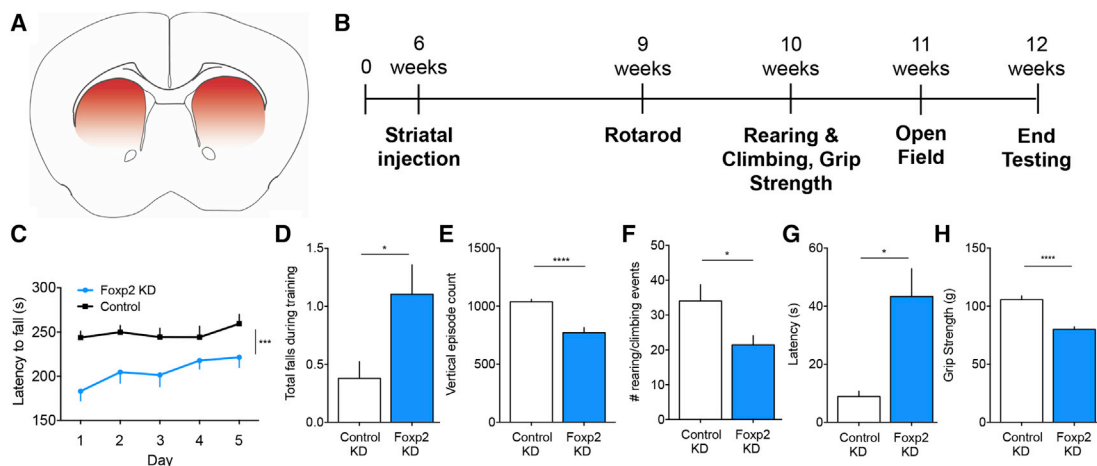 A
B
0
6
weeks
9
weeks
10
weeks
11
weeks
12
weeks
Striatal
injection
Rotarod
Rearing &
Climbing, Grip
Strength
Open
Field
End
Testing
C
Latency to fall (s)
300
250
200
150
Foxp2 KD
Control
***
1 2 3 4 5
Day
D
Total falls during training
1.5
1.0
0.5
0.0
*
Control
KD
Foxp2
KD
E
Vertical episode count
1500
1000
500
0
****
Control
KD
Foxp2
KD
F
# rearing/climbing events
50
40
30
20
10
0
*
Control
KD
Foxp2
KD
G
Latency (s)
60
40
20
0
*
Control
KD
Foxp2
KD
H
Grip Strength (g)
150
100
50
0
****
Control
KD
Foxp2
KD